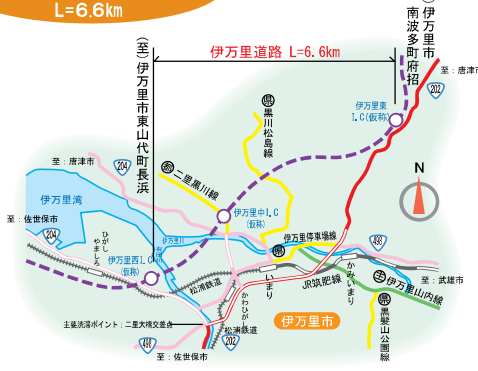 L=6.6km
(自)伊万里市
南波多町府招
(至)伊万里市東山代町長浜
伊万里道路 L=6.6km
至：唐津市
202
伊万里東
I.C(仮称)
県
黒川松島線
至：唐津市
204
二里黒川線
N
伊万里湾
伊万里中I.C
(仮称)
至：佐世保市
204
ひがし
やましろ
伊万里川
伊万里停車場線
県
498
伊万里西I.C
(仮称)
松浦鉄道
いまり
JR筑肥線
かみいまり
至：武雄市
主
伊万里山内線
かわひがし
主要渋滞ポイント：二里大橋交差点
松浦鉄道
伊万里市
県
黒髪山公園線
498
202
至：佐世保市